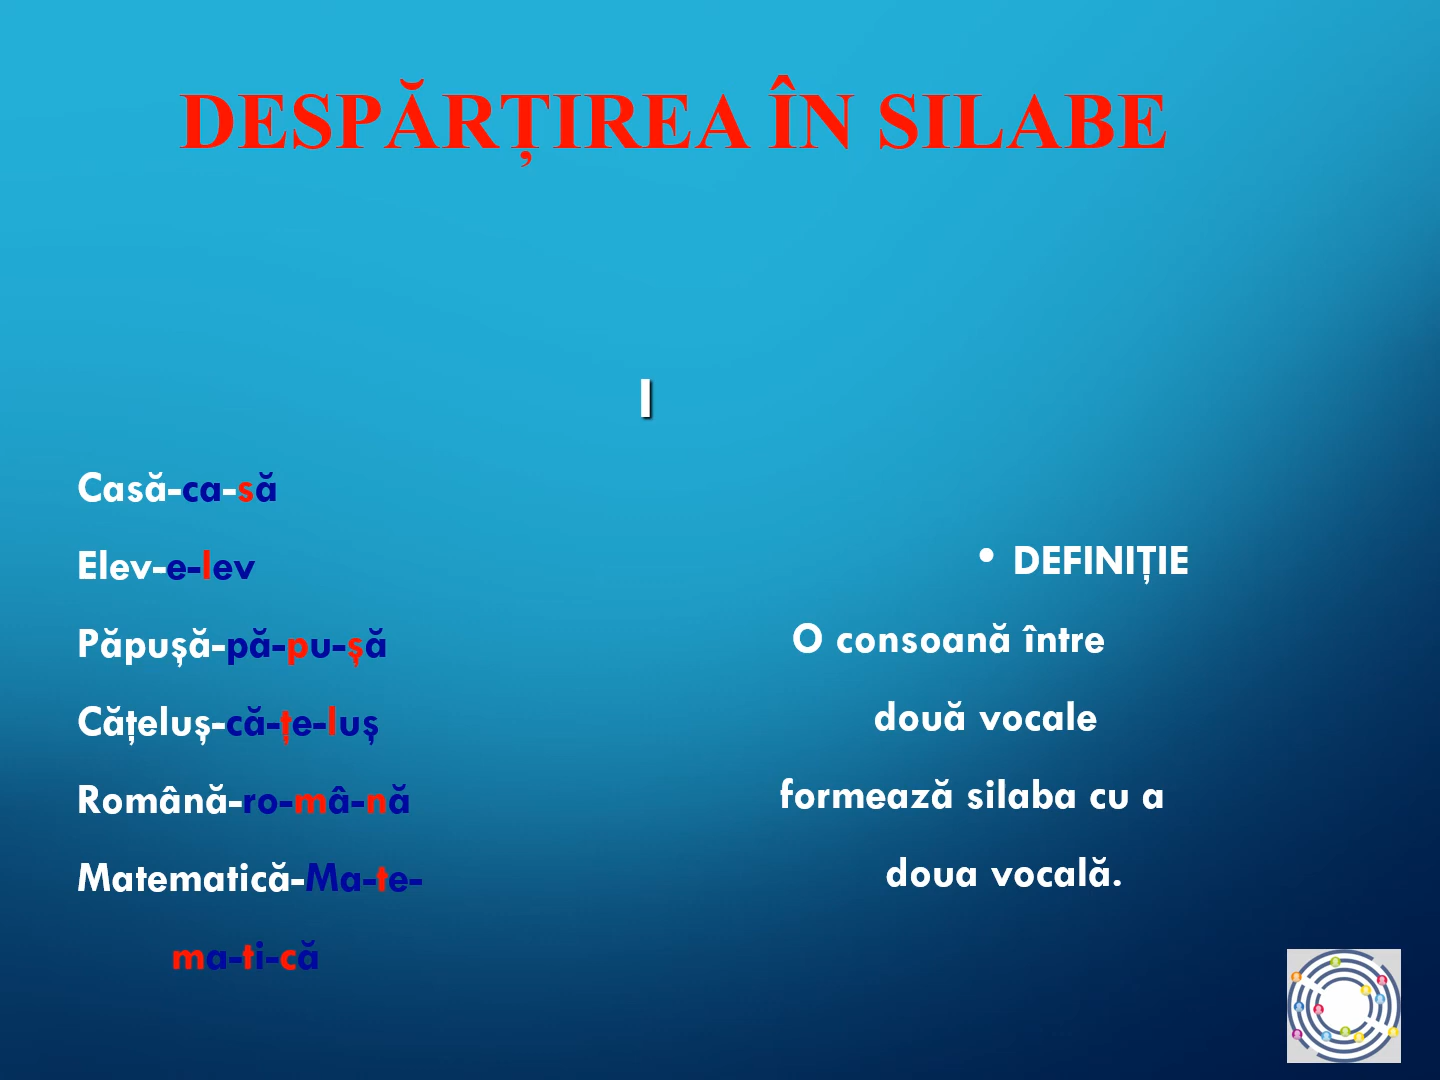 DESPĂRȚIREA ÎN SILABE
I
Casă-ca-să
Elev-e-lev
Păpușă-pă-pu-șă
Cățeluș-că-țe-luș
Română-ro-mâ-nă
Matematică-Ma-te-
ma-ti-că
• DEFINIȚIE
O consoană între
două vocale
formează silaba cu a
doua vocală.